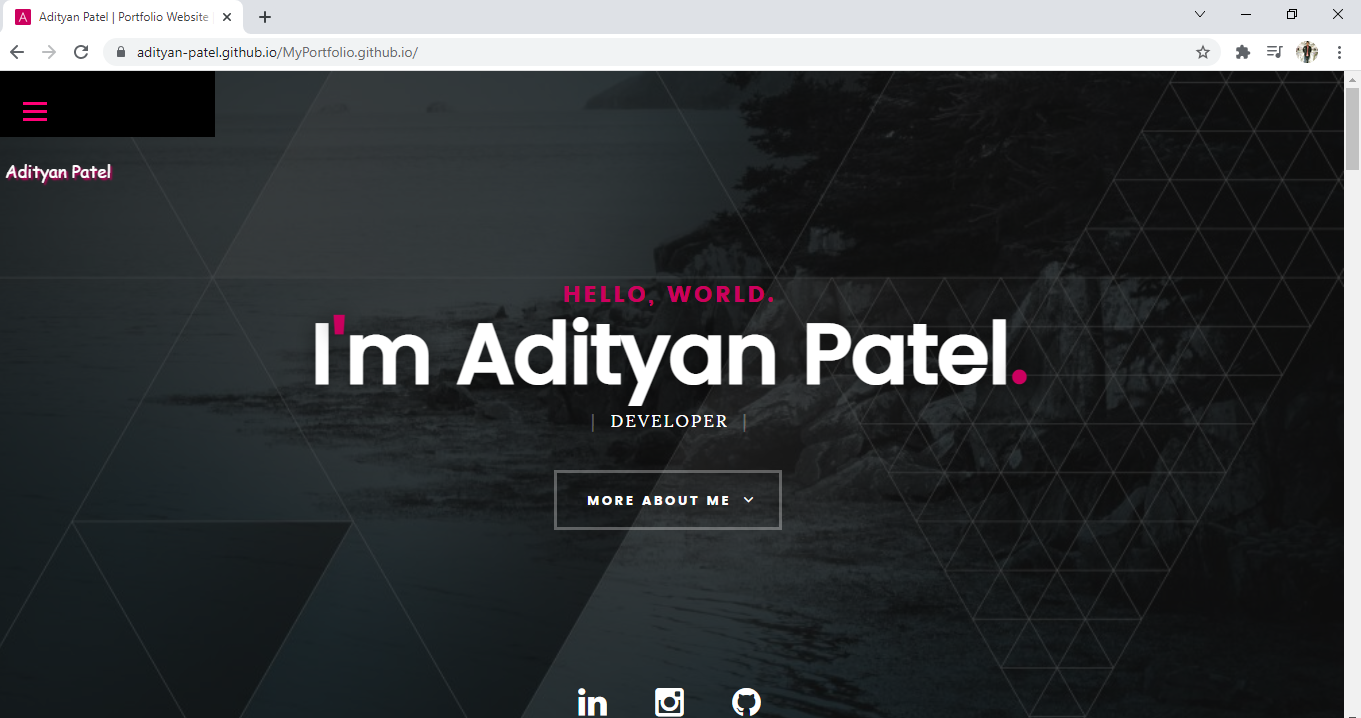 A Adityan Patel | Portfolio Website
adityan-patel.github.io/MyPortfolio.github.io/
Adityan Patel
HELLO, WORLD.
I'm Adityan Patel.
| DEVELOPER |
MORE ABOUT ME
in